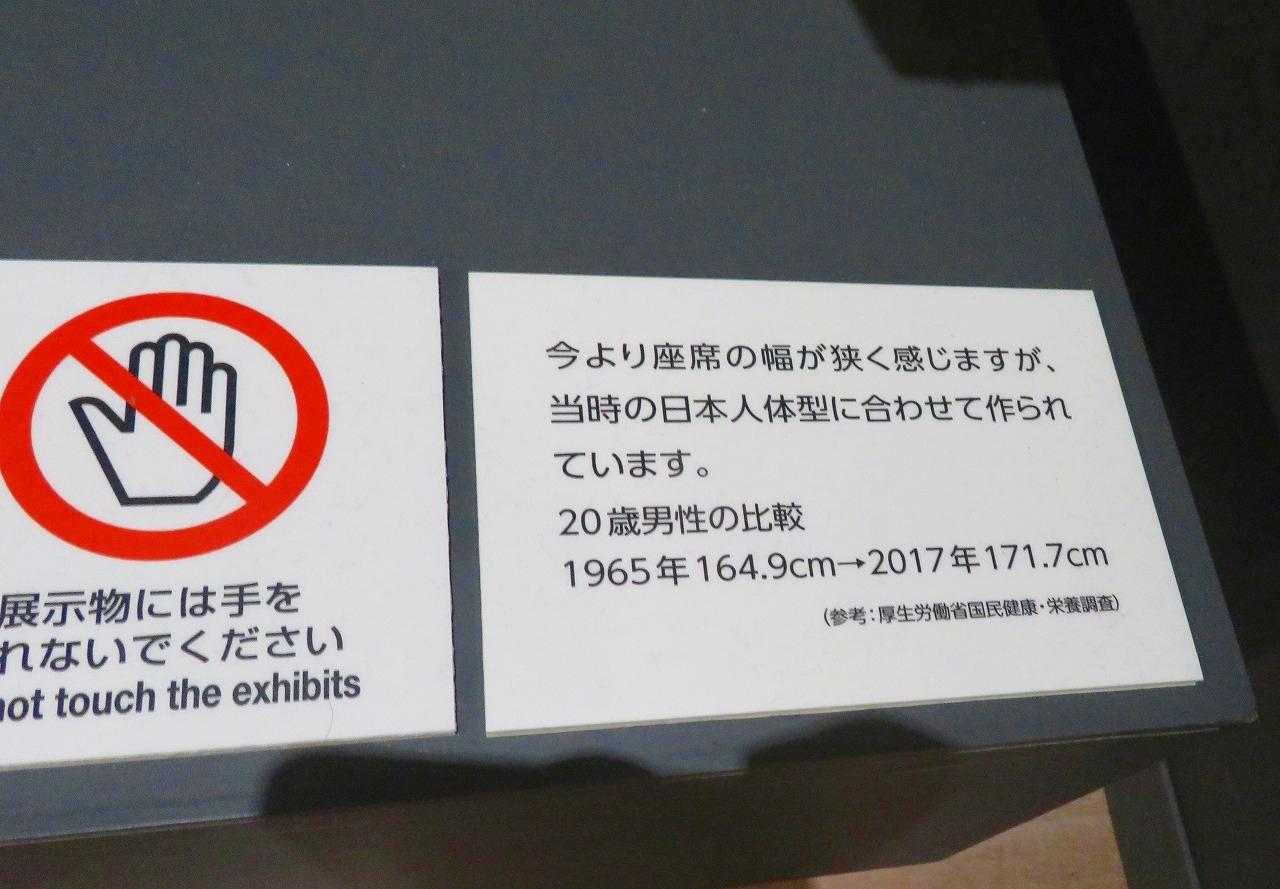 展示物には手を
れないでください
not touch the exhibits
今より座席の幅が狭く感じますが、
当時の日本人体型に合わせて作られ
ています。
20歳男性の比較
1965年164.9cm→2017年171.7cm
(参考:厚生労働省国民健康・栄養調査)